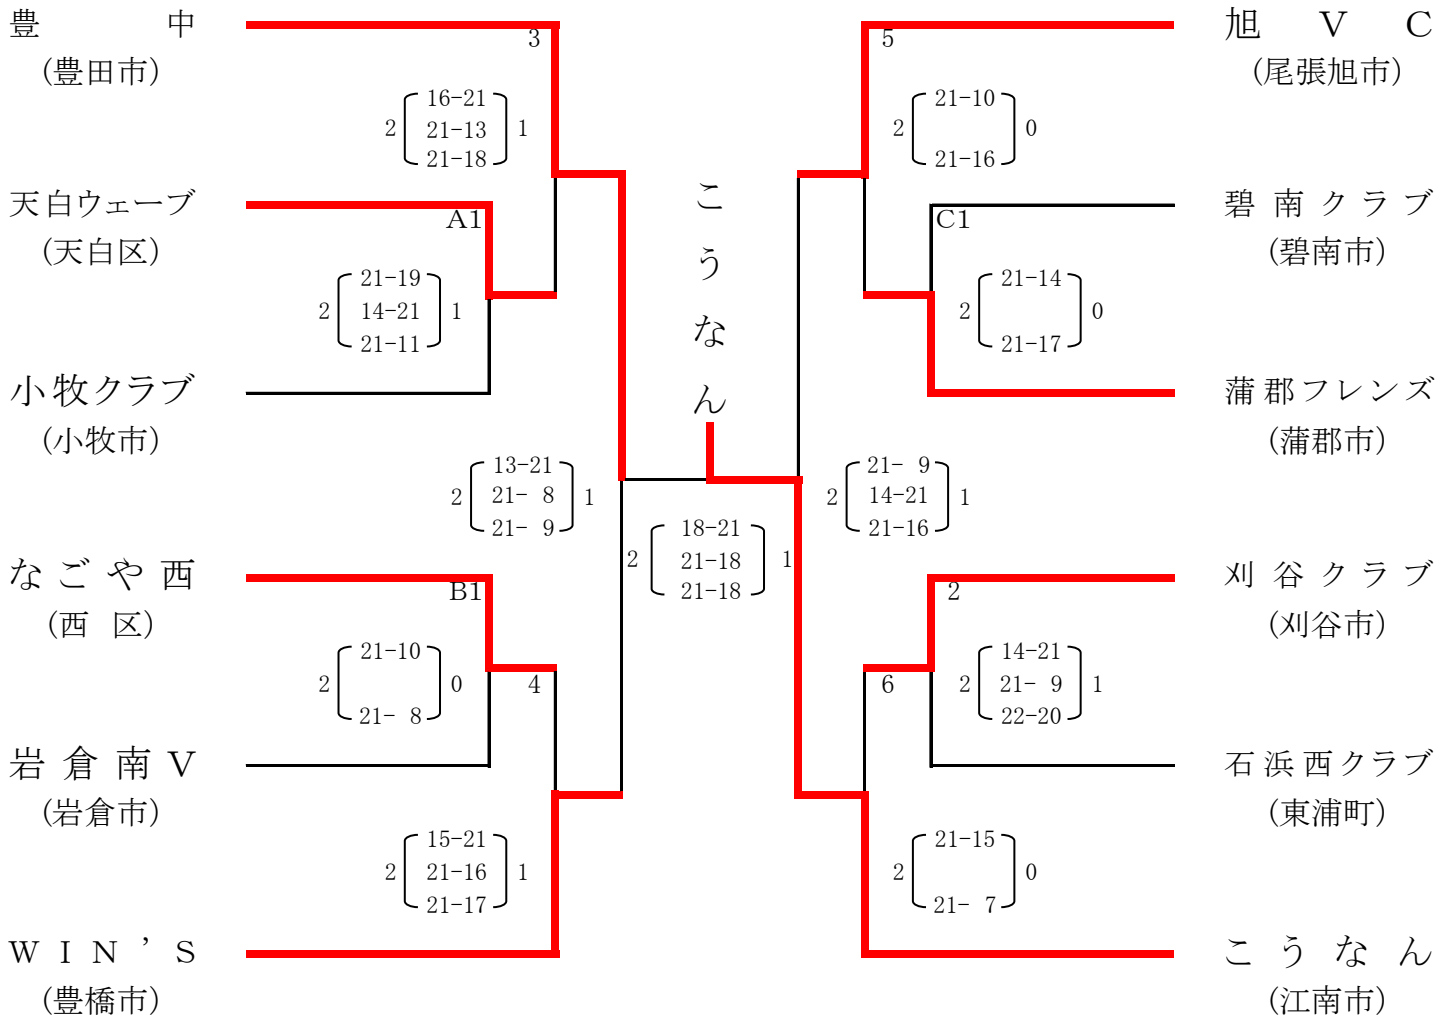 豊中
(豊田市)
3
16-21
2 21-13 1
21-18
天白ウェーブ
(天白区)
A1
21-19
2 14-21 1
21-11
小牧クラブ
(小牧市)
13-21
2 21- 8 1
21- 9
なごや西
(西 区)
B1
21-10
2 0
21- 8
4
岩倉南V
(岩倉市)
15-21
2 21-16 1
21-17
WIN'S
(豊橋市)
こうなん
18-21
2 21-18 1
21-18
旭VC
(尾張旭市)
5
21-10
2 0
21-16
碧南クラブ
(碧南市)
C1
21-14
2 0
21-17
蒲郡フレンズ
(蒲郡市)
21- 9
2 14-21 1
21-16
刈谷クラブ
(刈谷市)
2
14-21
2 21- 9 1
22-20
6
石浜西クラブ
(東浦町)
21-15
2 0
21- 7
こうなん
(江南市)